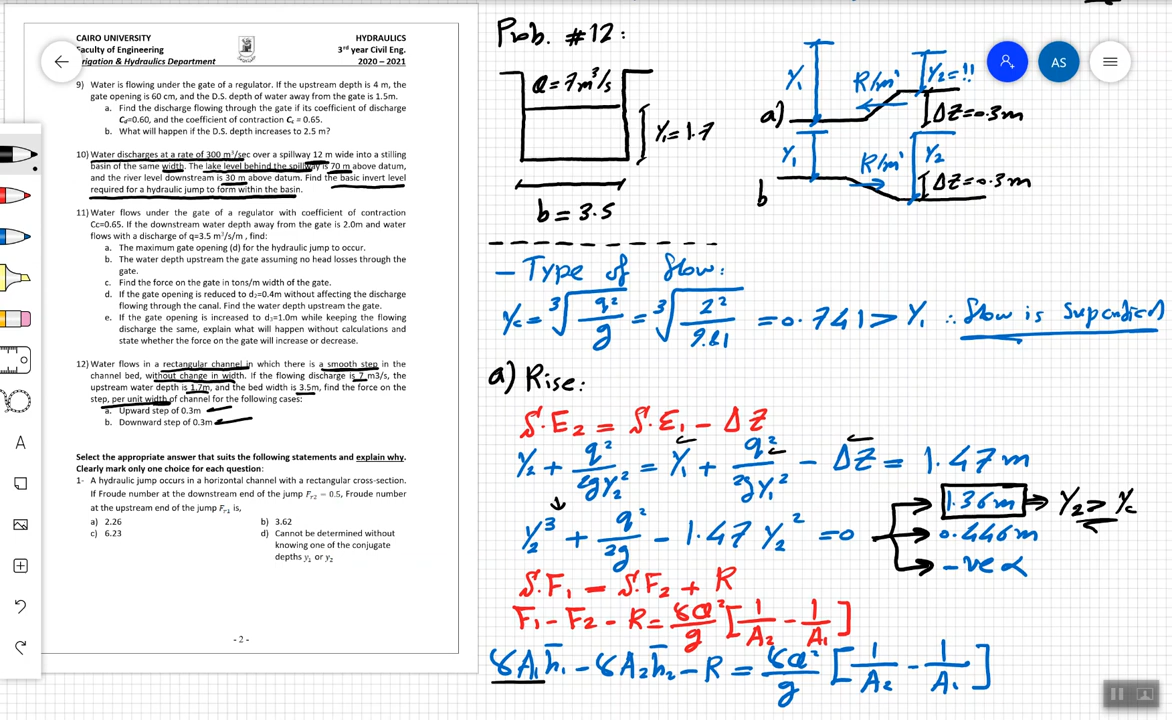 CAIRO UNIVERSITY
Faculty of Engineering
Irrigation & Hydraulics Department
HYDRAULICS
3rd year Civil Eng.
2020 – 2021
9) Water is flowing under the gate of a regulator. If the upstream depth is 4 m, the
gate opening is 60 cm, and the D.S. depth of water away from the gate is 1.5m.
a. Find the discharge flowing through the gate if its coefficient of discharge
Cd=0.60, and the coefficient of contraction Cc = 0.65.
b. What will happen if the D.S. depth increases to 2.5 m?
10) Water discharges at a rate of 300 m3/sec over a spillway 12 m wide into a stilling
basin of the same width. The lake level behind the spillway is 70 m above datum,
and the river level downstream is 30 m above datum. Find the basic invert level
required for a hydraulic jump to form within the basin.
11) Water flows under the gate of a regulator with coefficient of contraction
Cc=0.65. If the downstream water depth away from the gate is 2.0m and water
flows with a discharge of q=3.5 m3/s/m , find:
a. The maximum gate opening (d) for the hydraulic jump to occur.
b. The water depth upstream the gate assuming no head losses through the
gate.
c. Find the force on the gate in tons/m width of the gate.
d. If the gate opening is reduced to d2=0.4m without affecting the discharge
flowing through the canal. Find the water depth upstream the gate.
e. If the gate opening is increased to d3=1.0m while keeping the flowing
discharge the same, explain what will happen without calculations and
state whether the force on the gate will increase or decrease.
12) Water flows in a rectangular channel in which there is a smooth step in the
channel bed, without change in width. If the flowing discharge is 7 m3/s, the
upstream water depth is 1.7m, and the bed width is 3.5m, find the force on the
step, per unit width of channel for the following cases:
a. Upward step of 0.3m
b. Downward step of 0.3m
Select the appropriate answer that suits the following statements and explain why.
Clearly mark only one choice for each question:
1- A hydraulic jump occurs in a horizontal channel with a rectangular cross-section.
If Froude number at the downstream end of the jump Fr2 = 0.5, Froude number
at the upstream end of the jump Fr1 is,
a) 2.26
b) 3.62
c) 6.23
d) Cannot be determined without
knowing one of the conjugate
depths y1 or y2
- 2 -
Prob. #12:
Q=7m³/s
Y1=1.7
b=3.5
a)
Y1
R/m'
Y2=!!
ΔZ=0.3m
b
Y1
R/m'
Y2
ΔZ=0.3m
AS
- Type of flow:
Yc = ∛(q²/g) = ∛(2²/9.81) = 0.741 > Y1 ∴ flow is
a) Rise:
S.E2 = S.E1 - ΔZ
Y2 + q²/2gY2² = Y1 + q²/2gY1² - ΔZ = 1.47m
Y2³ + q²/2g - 1.47 Y2² = 0
1.36m → Y2 > Yc
0.446m
-ve
S.F1 = S.F2 + R
F1 - F2 - R = γQ²/g [1/A2 - 1/A1]
γA1h̄1 - γA2h̄2 - R = γQ²/g [1/A2 - 1/A1]
A